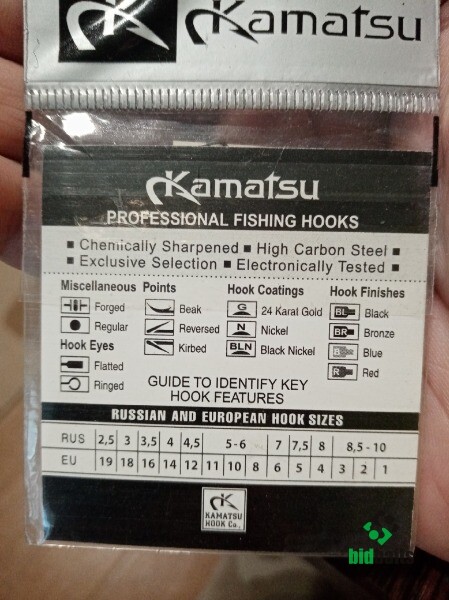 Kamatsu
Kamatsu
PROFESSIONAL FISHING HOOKS
■ Chemically Sharpened ■ High Carbon Steel ■
■ Exclusive Selection ■ Electronically Tested ■
Miscellaneous Points Hook Coatings Hook Finishes
Forged Beak G 24 Karal Gold BL Black
Regular Reversed N Nickel BR Bronze
Hook Eyes Kirbed BLN Black Nickel B Blue
Flatted R Red
Ringed
GUIDE TO IDENTIFY KEY
HOOK FEATURES
RUSSIAN AND EUROPEAN HOOK SIZES
RUS 2,5 3 3,5 4 4,5 5-6 7 7,5 8 8,5 - 10
EU 19 18 16 14 12 11 10 8 6 5 4 3 2 1
KAMATSU
HOOK Co.,